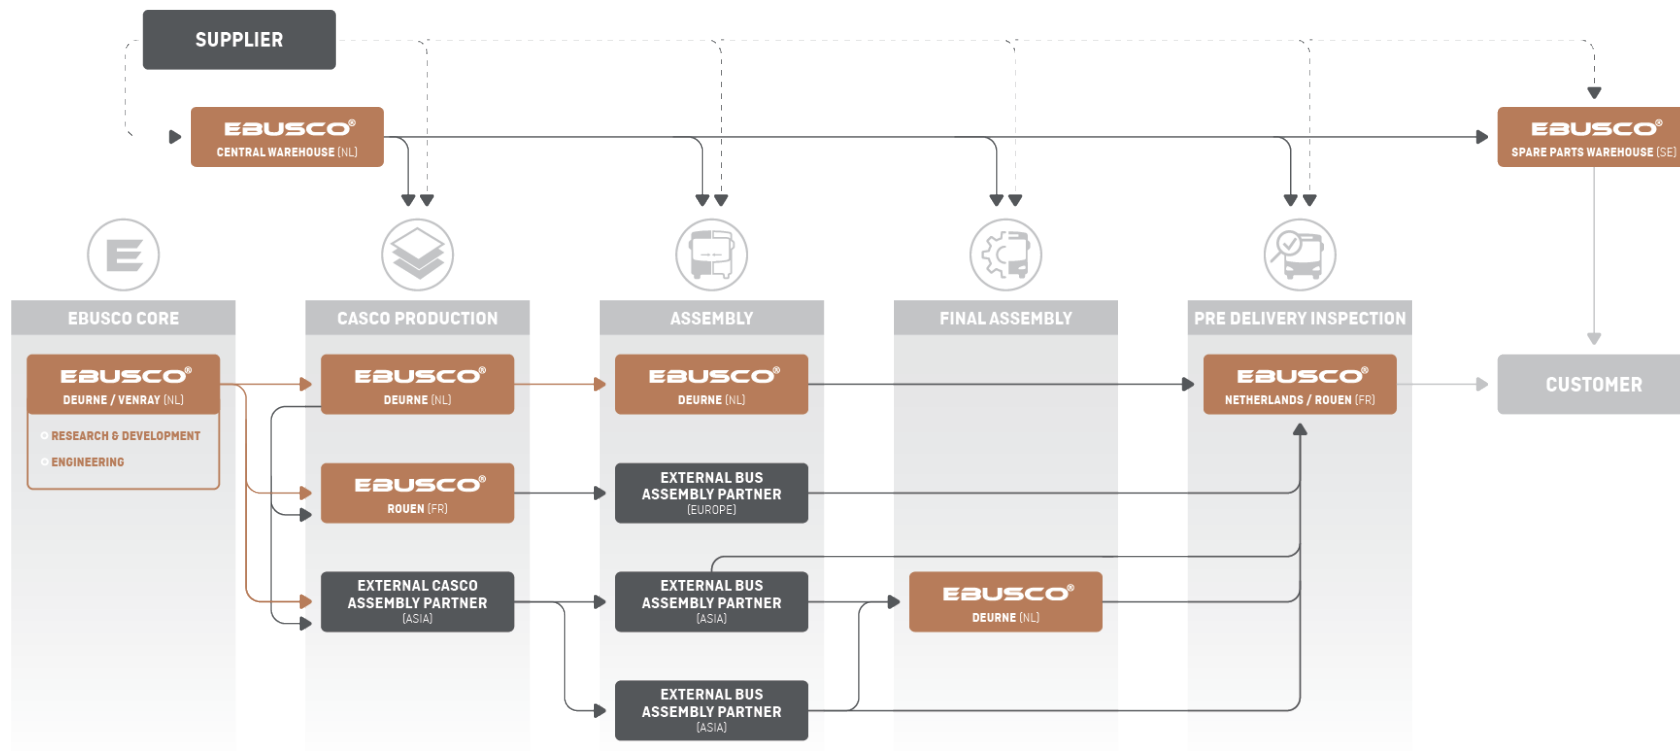 SUPPLIER
EBUSCO®
CENTRAL WAREHOUSE (NL)
EBUSCO®
SPARE PARTS WAREHOUSE (SE)
EBUSCO CORE
CASCO PRODUCTION
ASSEMBLY
FINAL ASSEMBLY
PRE DELIVERY INSPECTION
EBUSCO®
DEURNE / VENRAY (NL)
RESEARCH & DEVELOPMENT
ENGINEERING
EBUSCO®
DEURNE (NL)
EBUSCO®
DEURNE (NL)
EBUSCO®
NETHERLANDS / ROUEN (FR)
CUSTOMER
EBUSCO®
ROUEN (FR)
EXTERNAL BUS
ASSEMBLY PARTNER
(EUROPE)
EXTERNAL CASCO
ASSEMBLY PARTNER
(ASIA)
EXTERNAL BUS
ASSEMBLY PARTNER
(ASIA)
EBUSCO®
DEURNE (NL)
EXTERNAL BUS
ASSEMBLY PARTNER
(ASIA)